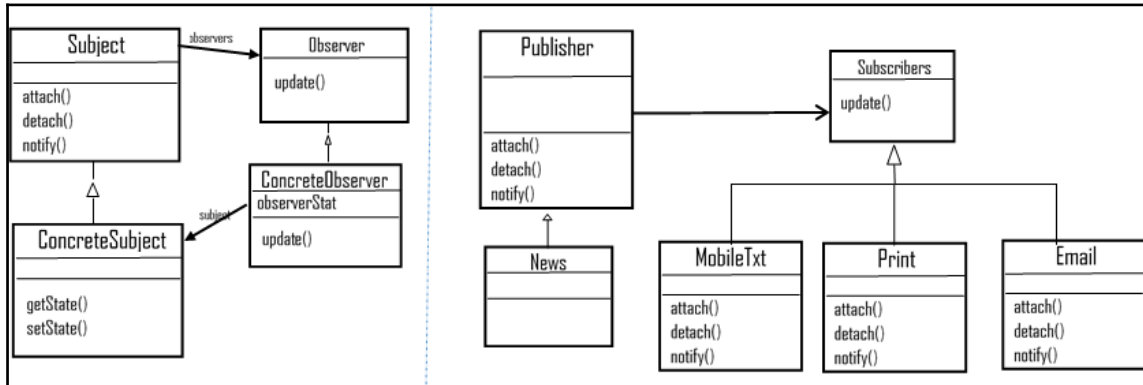 Subject
attach()
detach()
notify()
observers
Observer
update()
ConcreteObserver
observerStat
update()
subject
ConcreteSubject
getState()
setState()
Publisher
attach()
detach()
notify()
Subscribers
update()
News
MobileTxt
attach()
detach()
notify()
Print
attach()
detach()
notify()
Email
attach()
detach()
notify()